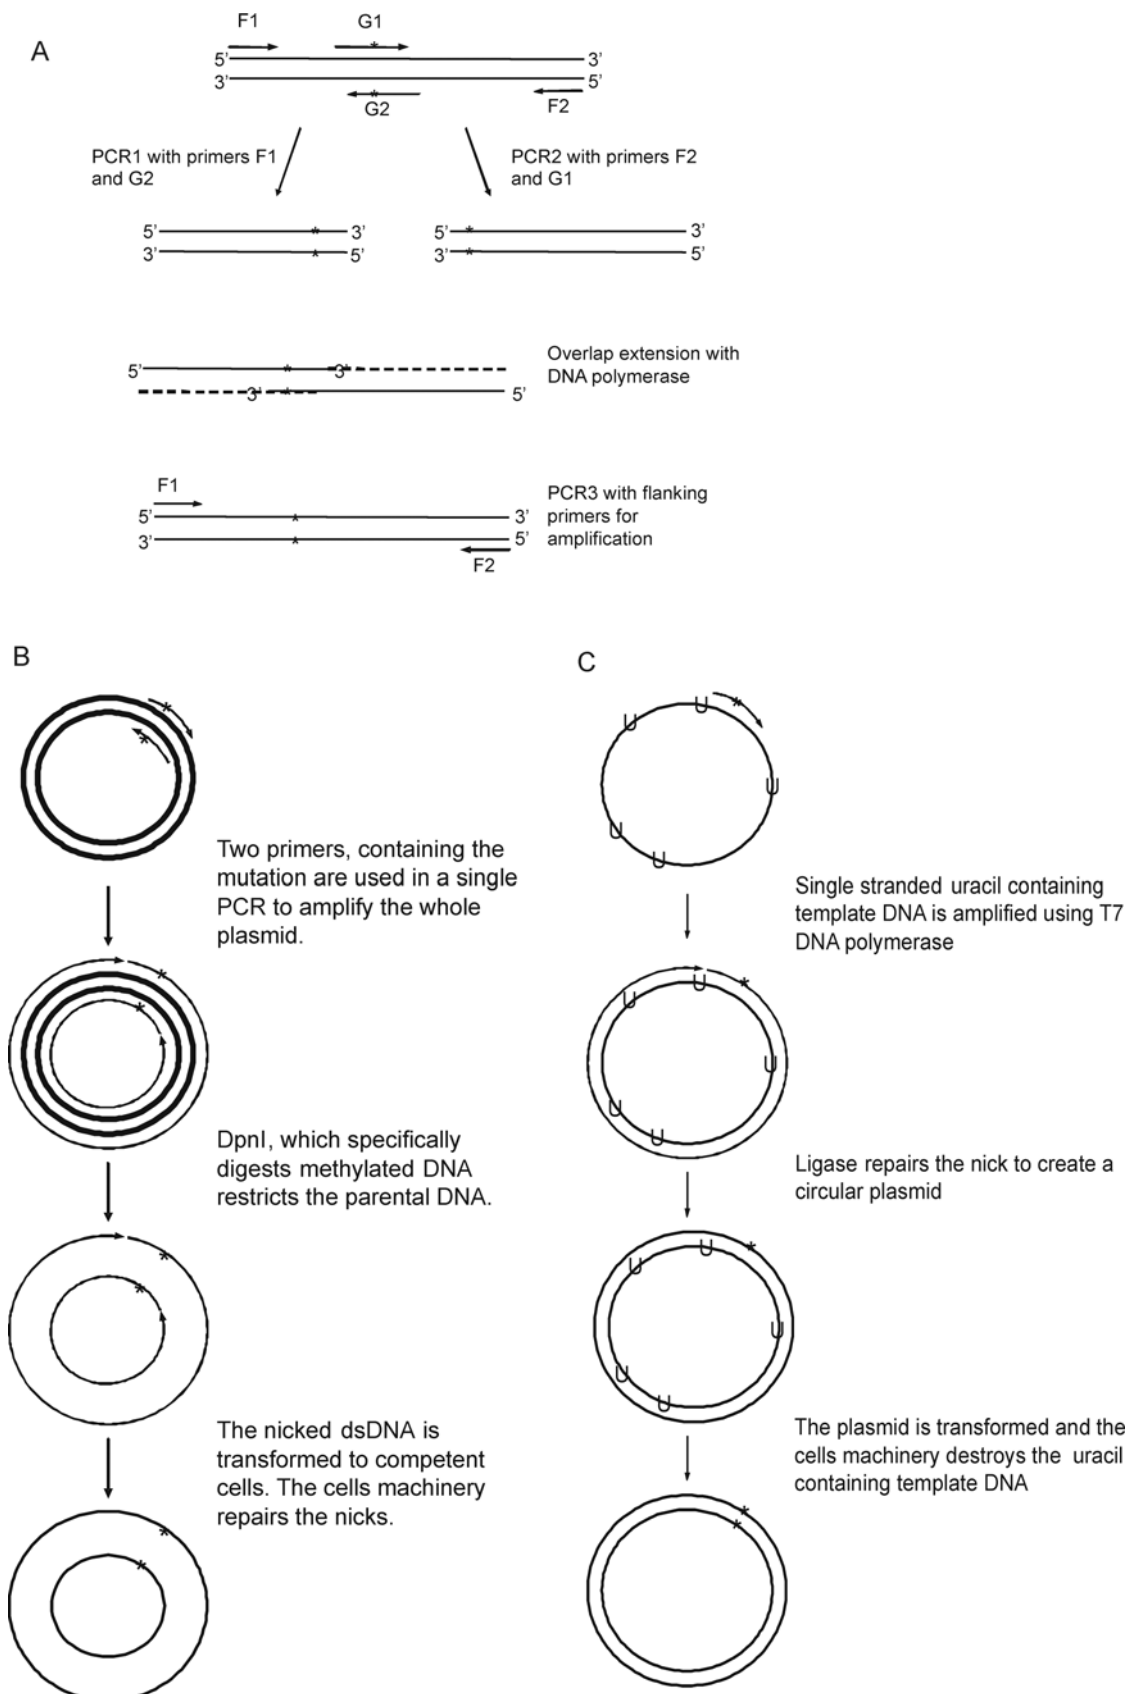 A
F1 G1
5’ 3’
3’ 5’
G2 F2
PCR1 with primers F1
and G2
PCR2 with primers F2
and G1
5’ * 3’ 5’ * 3’
3’ * 5’ 3’ * 5’
Overlap extension with
DNA polymerase
5’ * 3’
3’ * 5’
PCR3 with flanking
primers for
amplification
F1
5’ * 3’
3’ * 5’
F2
B
Two primers, containing the
mutation are used in a single
PCR to amplify the whole
plasmid.
DpnI, which specifically
digests methylated DNA
restricts the parental DNA.
The nicked dsDNA is
transformed to competent
cells. The cells machinery
repairs the nicks.
C
U U * U U U
Single stranded uracil containing
template DNA is amplified using T7
DNA polymerase
U U * U U U
Ligase repairs the nick to create a
circular plasmid
U U * U U U
The plasmid is transformed and the
cells machinery destroys the uracil
containing template DNA